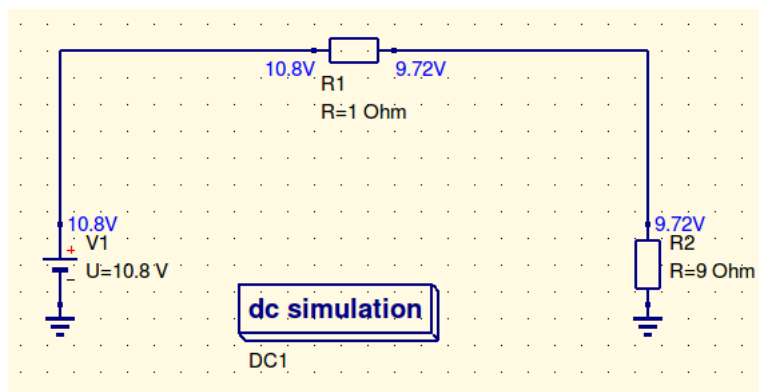 10.8V
9.72V
R1
R=1 Ohm
10.8V
+
V1
U=10.8 V
−
9.72V
R2
R=9 Ohm
dc simulation
DC1